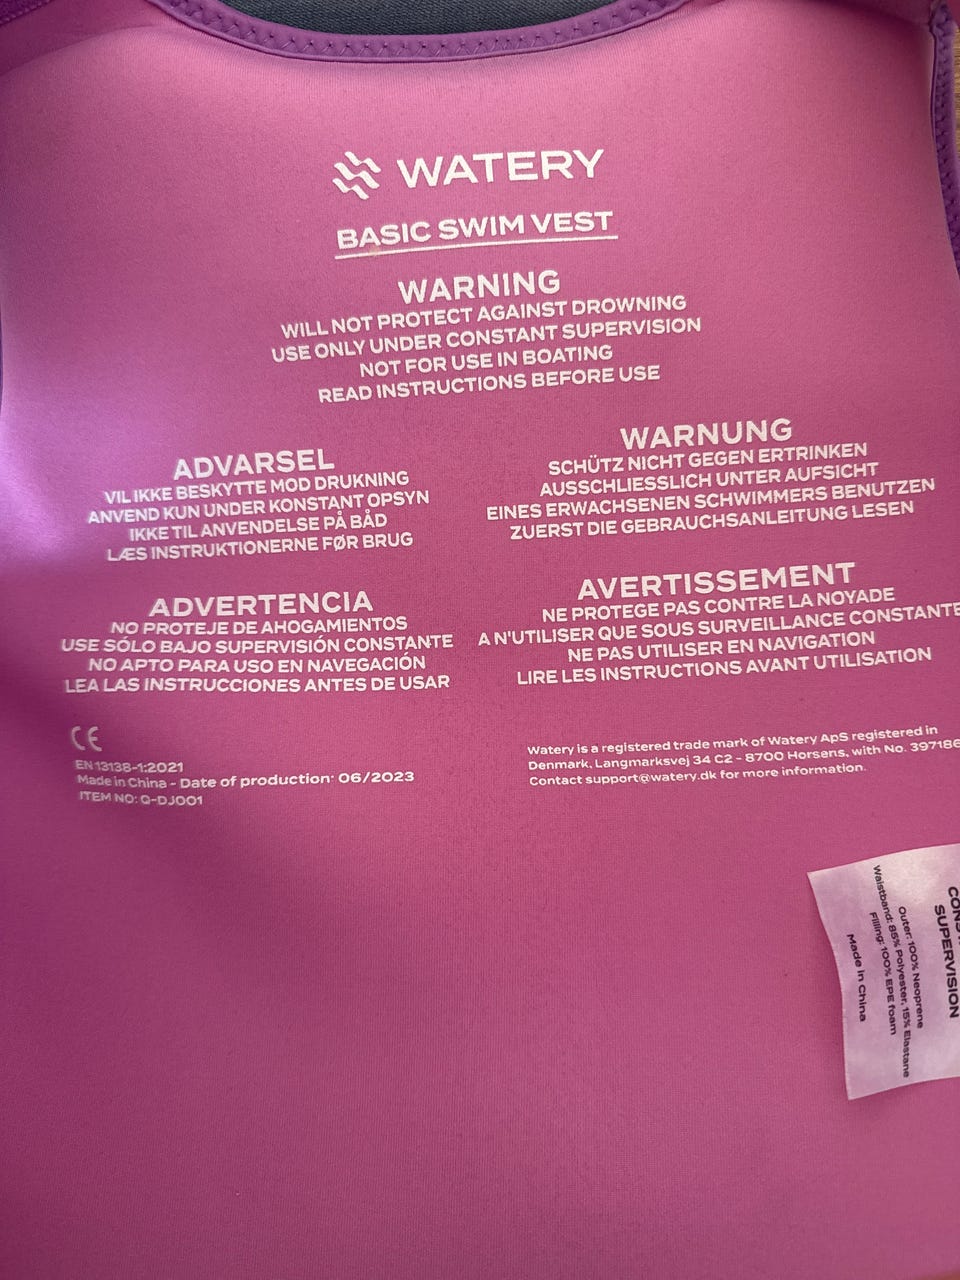 WATERY
BASIC SWIM VEST
WARNING
WILL NOT PROTECT AGAINST DROWNING
USE ONLY UNDER CONSTANT SUPERVISION
NOT FOR USE IN BOATING
READ INSTRUCTIONS BEFORE USE
ADVARSEL
VIL IKKE BESKYTTE MOD DRUKNING
ANVEND KUN UNDER KONSTANT OPSYN
IKKE TIL ANVENDELSE PÅ BÅD
LÆS INSTRUKTIONERNE FØR BRUG
WARNUNG
SCHÜTZ NICHT GEGEN ERTRINKEN
AUSSCHLIESSLICH UNTER AUFSICHT
EINES ERWACHSENEN SCHWIMMERS BENUTZEN
ZUERST DIE GEBRAUCHSANLEITUNG LESEN
ADVERTENCIA
NO PROTEJE DE AHOGAMIENTOS
USE SÓLO BAJO SUPERVISIÓN CONSTANTE
NO APTO PARA USO EN NAVEGACIÓN
LEA LAS INSTRUCCIONES ANTES DE USAR
AVERTISSEMENT
NE PROTEGE PAS CONTRE LA NOYADE
A N'UTILISER QUE SOUS SURVEILLANCE CONSTANTE
NE PAS UTILISER EN NAVIGATION
LIRE LES INSTRUCTIONS AVANT UTILISATION
CE
EN 13138-1:2021
Made in China - Date of production: 06/2023
ITEM NO: Q-DJ001
Watery is a registered trade mark of Watery ApS registered in
Denmark, Langmarksvej 34 C2 - 8700 Horsens, with No. 397186
Contact support@watery.dk for more information.
SUPERVISION
Outer: 100% Neoprene
Waistband: 85% Polyester, 15% Elastane
Filling: 100% EPE foam
Made in China